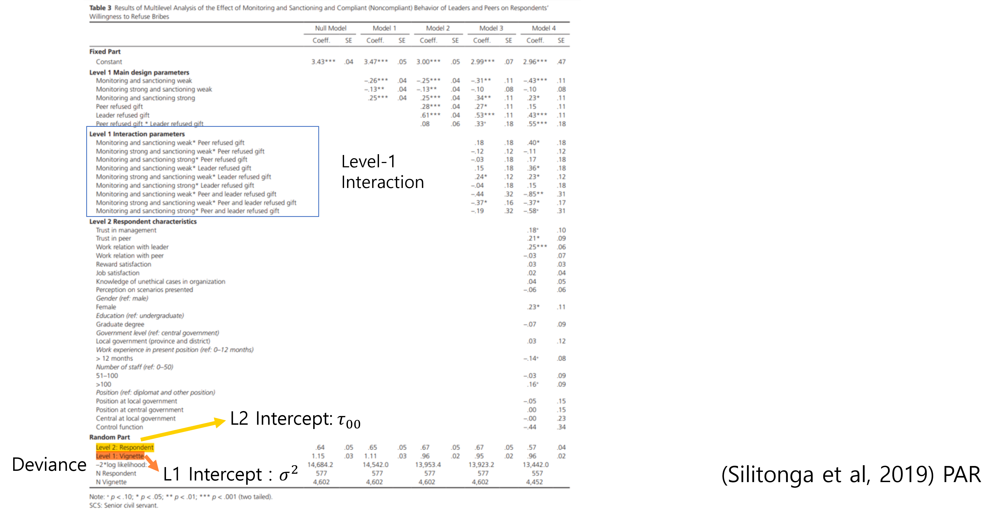 Table 3 Results of Multilevel Analysis of the Effect of Monitoring and Sanctioning and Compliant (Noncompliant) Behavior of Leaders and Peers on Respondents'
Willingness to Refuse Bribes
Null Model Model 1 Model 2 Model 3 Model 4
Coeff. SE Coeff. SE Coeff. SE Coeff. SE Coeff. SE
Fixed Part
Constant 3.43*** .04 3.47*** .05 3.00*** .05 2.99*** .07 2.96*** .47
Level 1 Main design parameters
Monitoring and sanctioning weak –.26*** .04 –.25*** .04 –.31** .11 –.43*** .11
Monitoring strong and sanctioning weak –.13** .04 –.13** .04 –.10 .08 –.10 .08
Monitoring and sanctioning strong .25*** .04 .25*** .04 .34** .11 .23* .11
Peer refused gift .28*** .04 .27* .11 .15 .11
Leader refused gift .61*** .04 .53*** .11 .43*** .11
Peer refused gift * Leader refused gift .08 .06 .33+ .18 .55*** .18
Level 1 Interaction parameters
Monitoring and sanctioning weak* Peer refused gift .18 .18 .40* .18
Monitoring strong and sanctioning weak* Peer refused gift –.12 .12 –.11 .12
Monitoring and sanctioning strong* Peer refused gift –.03 .18 .17 .18
Monitoring and sanctioning weak* Leader refused gift .15 .18 .36* .18
Monitoring strong and sanctioning weak* Leader refused gift .24* .12 .23* .12
Monitoring and sanctioning strong* Leader refused gift –.04 .18 .15 .18
Monitoring and sanctioning weak* Peer and leader refused gift –.44 .32 –.85** .31
Monitoring strong and sanctioning weak* Peer and leader refused gift –.37* .16 –.37* .17
Monitoring and sanctioning strong* Peer and leader refused gift –.19 .32 –.58+ .31
Level-1
Interaction
Level 2 Respondent characteristics
Trust in management .18+ .10
Trust in peer .21* .09
Work relation with leader .25*** .06
Work relation with peer –.03 .07
Reward satisfaction .03 .03
Job satisfaction .02 .04
Knowledge of unethical cases in organization .04 .05
Perception on scenarios presented –.06 .06
Gender (ref: male)
Female .23* .11
Education (ref: undergraduate)
Graduate degree –.07 .09
Government level (ref: central government)
Local government (province and district) .03 .12
Work experience in present position (ref: 0–12 months)
> 12 months –.14+ .08
Number of staff (ref: 0–50)
51–100 –.03 .09
>100 .16+ .09
Position (ref: diplomat and other position)
Position at local government –.05 .15
Position at central government .00 .15
Central at local government –.00 .23
Control function –.44 .34
L2 Intercept: τ00
Random Part
Level 2: Respondent .64 .05 .65 .05 .67 .05 .67 .05 .57 .04
Level 1: Vignette 1.15 .03 1.11 .03 .96 .02 .95 .02 .96 .02
Deviance
–2*log likelihood: 14,684.2 14,542.0 13,953.4 13,923.2 13,442.0
N Respondent 577 577 577 577 557
L1 Intercept : σ²
N Vignette 4,602 4,602 4,602 4,602 4,452
(Silitonga et al, 2019) PAR
Note: + p < .10; * p < .05; ** p < .01; *** p < .001 (two tailed).
SCS: Senior civil servant.